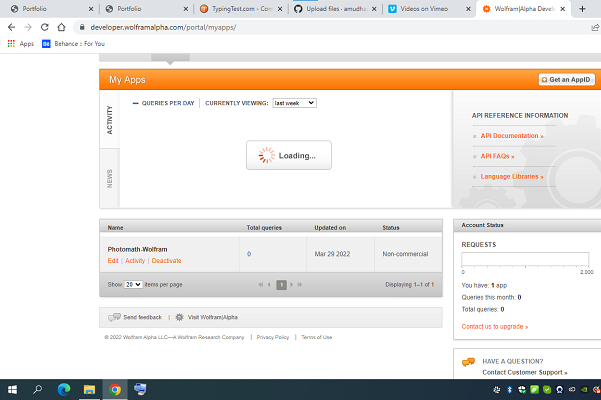 Portfolio
Portfolio
TypingTest.com - Con
Upload files · amudha
Videos on Vimeo
Wolfram|Alpha Develo
developer.wolframalpha.com/portal/myapps/
Apps
Bē Behance :: For You
My Apps
Get an AppID
ACTIVITY
NEWS
QUERIES PER DAY
CURRENTLY VIEWING:
last week
Loading...
API REFERENCE INFORMATION
API Documentation »
API FAQs »
Language Libraries »
Name Total queries Updated on Status
Photomath-Wolfram
0 Mar 29 2022 Non-commercial
Edit | Activity | Deactivate
Show 20 items per page
1
Displaying 1–1 of 1
Send feedback | Visit Wolfram|Alpha
© 2022 Wolfram Alpha LLC—A Wolfram Research Company | Privacy Policy | Terms of Use
Account Status
REQUESTS
0 2,000
You have: 1 app
Queries this month: 0
Total queries: 0
Contact us to upgrade »
HAVE A QUESTION?
Contact Customer Support »